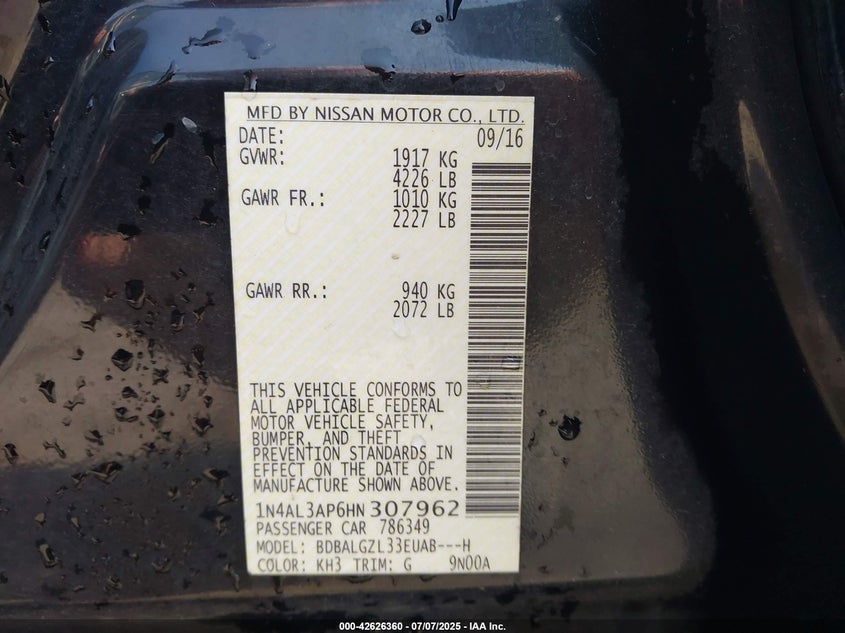 MFD BY NISSAN MOTOR CO., LTD.
DATE: 09/16
GVWR: 1917 KG
4226 LB
GAWR FR.: 1010 KG
2227 LB
GAWR RR.: 940 KG
2072 LB
THIS VEHICLE CONFORMS TO
ALL APPLICABLE FEDERAL
MOTOR VEHICLE SAFETY,
BUMPER, AND THEFT
PREVENTION STANDARDS IN
EFFECT ON THE DATE OF
MANUFACTURE SHOWN ABOVE.
1N4AL3AP6HN307962
PASSENGER CAR 786349
MODEL: BDBALGZL33EUAB---H
COLOR: KH3 TRIM: G 9N00A
000-42626360 - 07/07/2025 - IAA Inc.